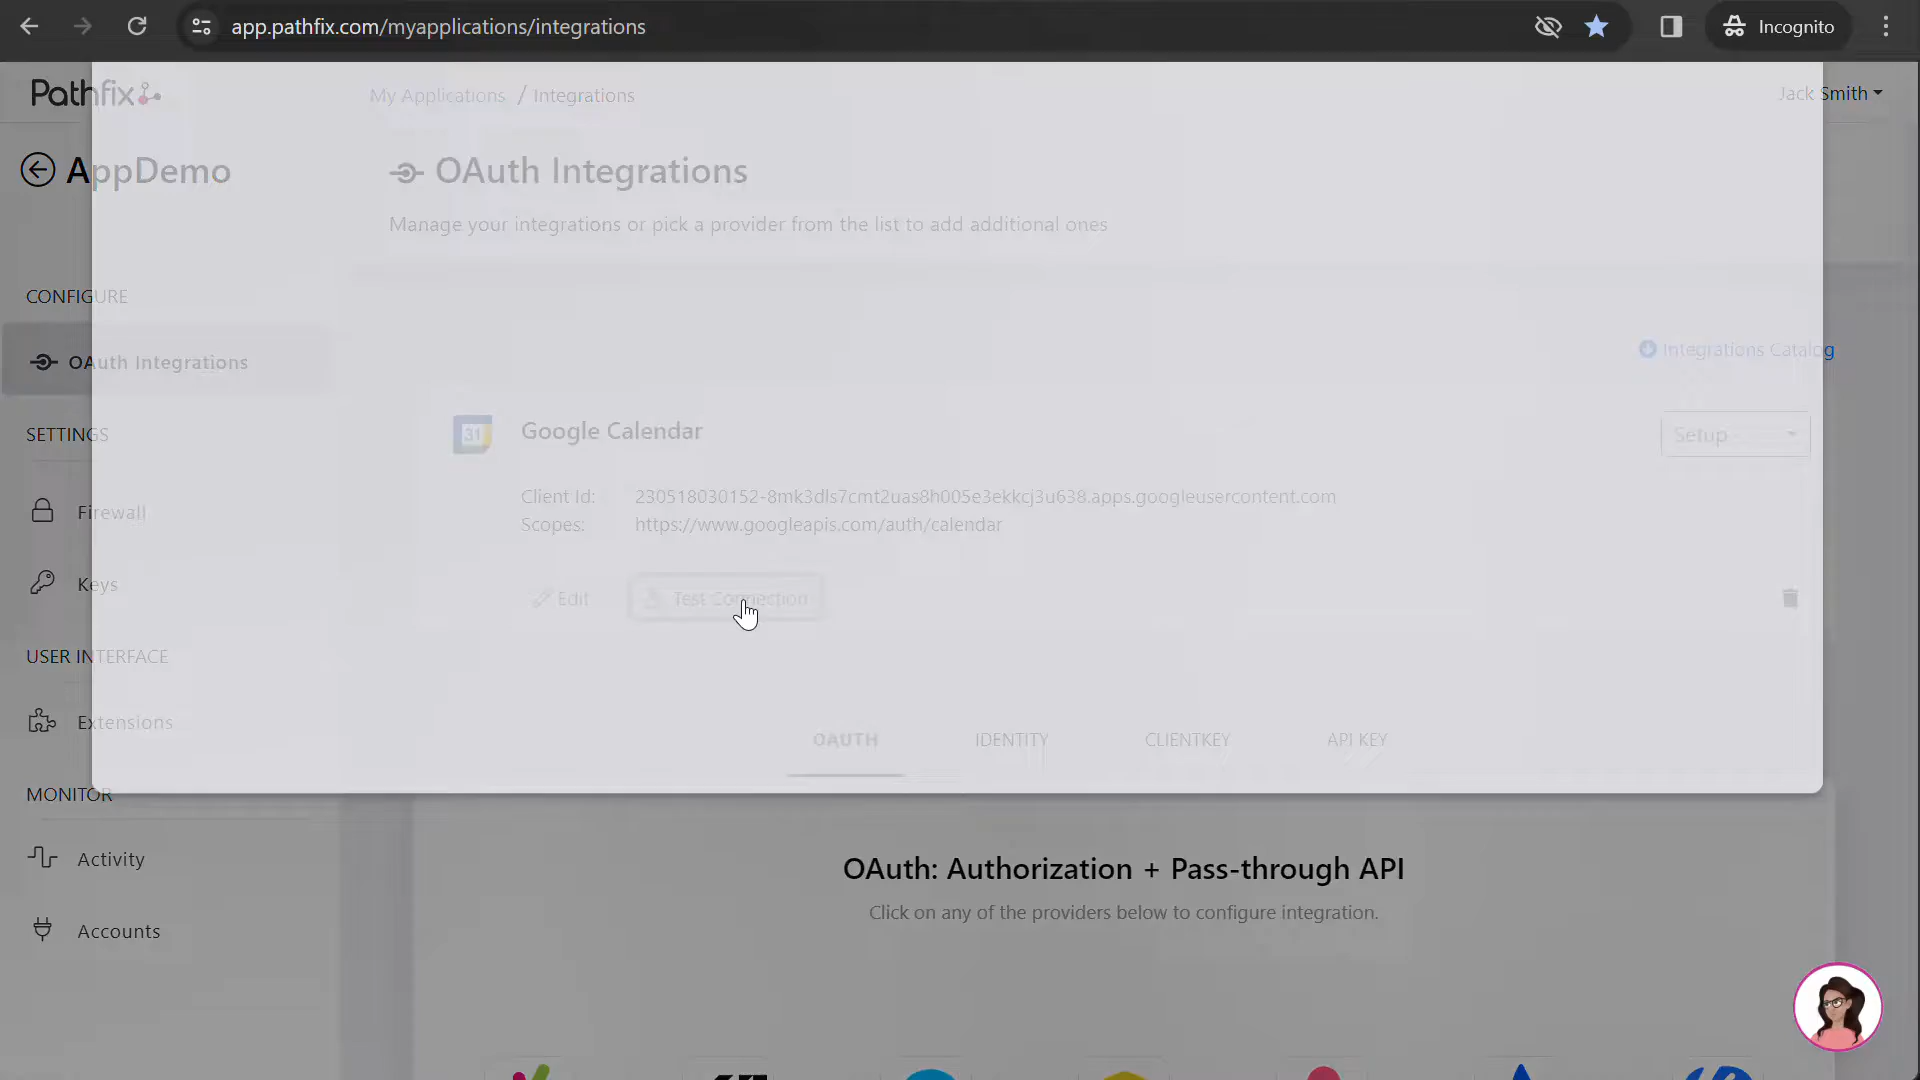 app.pathfix.com/myapplications/integrations
Incognito
Pathfix
My Applications / Integrations
Jack Smith
AppDemo
OAuth Integrations
Manage your integrations or pick a provider from the list to add additional ones
CONFIGURE
OAuth Integrations
Integrations Catalog
SETTINGS
31
Google Calendar
Setup
Client Id: 230518030152-8mk3dls7cmt2uas8h005e3ekkcj3u638.apps.googleusercontent.com
Scopes: https://www.googleapis.com/auth/calendar
Firewall
Keys
Edit
Test Connection
USER INTERFACE
Extensions
OAUTH
IDENTITY
CLIENTKEY
API KEY
MONITOR
Activity
Accounts
OAuth: Authorization + Pass-through API
Click on any of the providers below to configure integration.